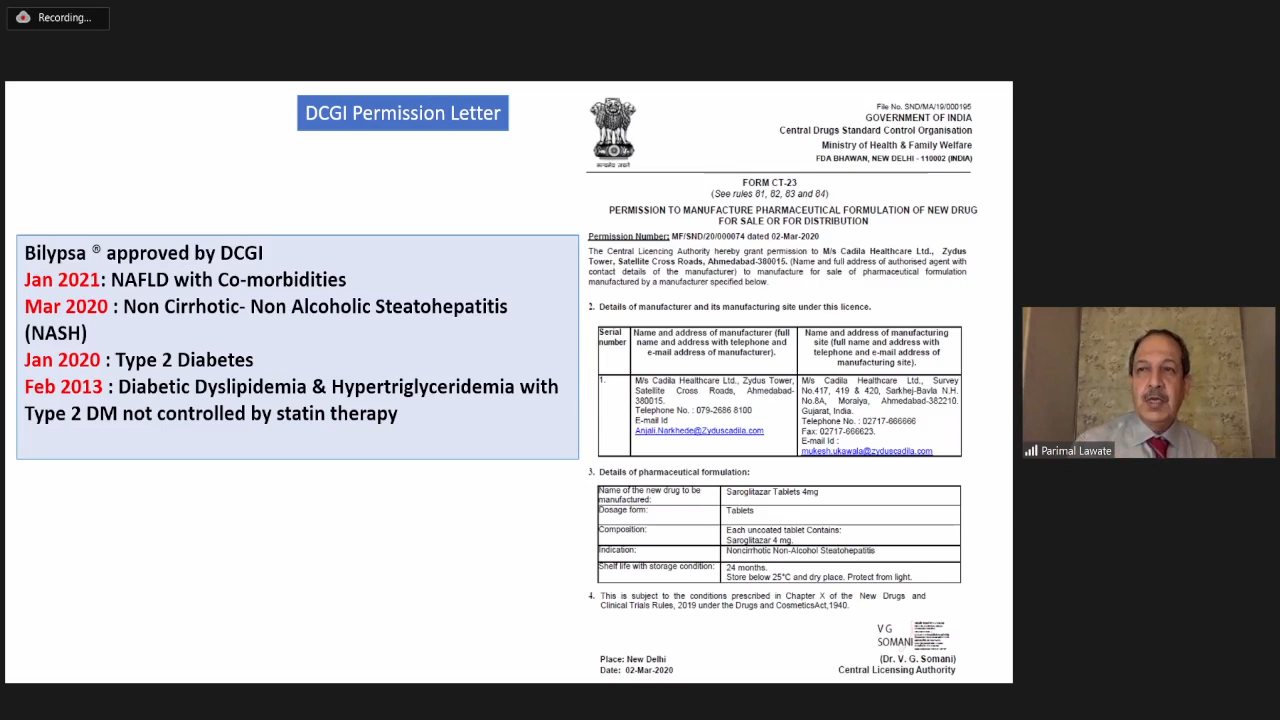 Recording...
DCGI Permission Letter
Bilypsa ® approved by DCGI
Jan 2021: NAFLD with Co-morbidities
Mar 2020 : Non Cirrhotic- Non Alcoholic Steatohepatitis
(NASH)
Jan 2020 : Type 2 Diabetes
Feb 2013 : Diabetic Dyslipidemia & Hypertriglyceridemia with
Type 2 DM not controlled by statin therapy
सत्यमेव जयते
File No. SND/MA/19/000195
GOVERNMENT OF INDIA
Central Drugs Standard Control Organisation
Ministry of Health & Family Welfare
FDA BHAWAN, NEW DELHI - 110002 (INDIA)
FORM CT-23
(See rules 81, 82, 83 and 84)
PERMISSION TO MANUFACTURE PHARMACEUTICAL FORMULATION OF NEW DRUG
FOR SALE OR FOR DISTRIBUTION
Permission Number: MF/SND/20/000074 dated 02-Mar-2020
The Central Licencing Authority hereby grant permission to M/s Cadila Healthcare Ltd., Zydus
Tower, Satellite Cross Roads, Ahmedabad-380015. (Name and full address of authorised agent with
contact details of the manufacturer) to manufacture for sale of pharmaceutical formulation
manufactured by a manufacturer specified below.
2. Details of manufacturer and its manufacturing site under this licence.
Serial
number
Name and address of manufacturer (full
name and address with telephone and
e-mail address of manufacturer).
Name and address of manufacturing
site (full name and address with
telephone and e-mail address of
manufacturing site).
1.
M/s Cadila Healthcare Ltd., Zydus Tower,
Satellite Cross Roads, Ahmedabad-
380015.
Telephone No. : 079-2686 8100
E-mail Id
Anjali.Narkhede@Zyduscadila.com
M/s Cadila Healthcare Ltd., Survey
No.417, 419 & 420, Sarkhej-Bavla N.H.
No.8A, Moraiya, Ahmedabad-382210.
Gujarat, India.
Telephone No. : 02717-666666
Fax: 02717-666623.
E-mail Id :
mukesh.ukawala@zyduscadila.com
3. Details of pharmaceutical formulation:
Name of the new drug to be
manufactured:
Saroglitazar Tablets 4mg
Dosage form:
Tablets
Composition:
Each uncoated tablet Contains:
Saroglitazar 4 mg.
Indication:
Noncirrhotic Non-Alcohol Steatohepatitis
Shelf life with storage condition:
24 months.
Store below 25°C and dry place. Protect from light.
4. This is subject to the conditions prescribed in Chapter X of the New Drugs and
Clinical Trials Rules, 2019 under the Drugs and CosmeticsAct,1940.
V G
SOMANI
Place: New Delhi
Date: 02-Mar-2020
(Dr. V. G. Somani)
Central Licensing Authority
Parimal Lawate